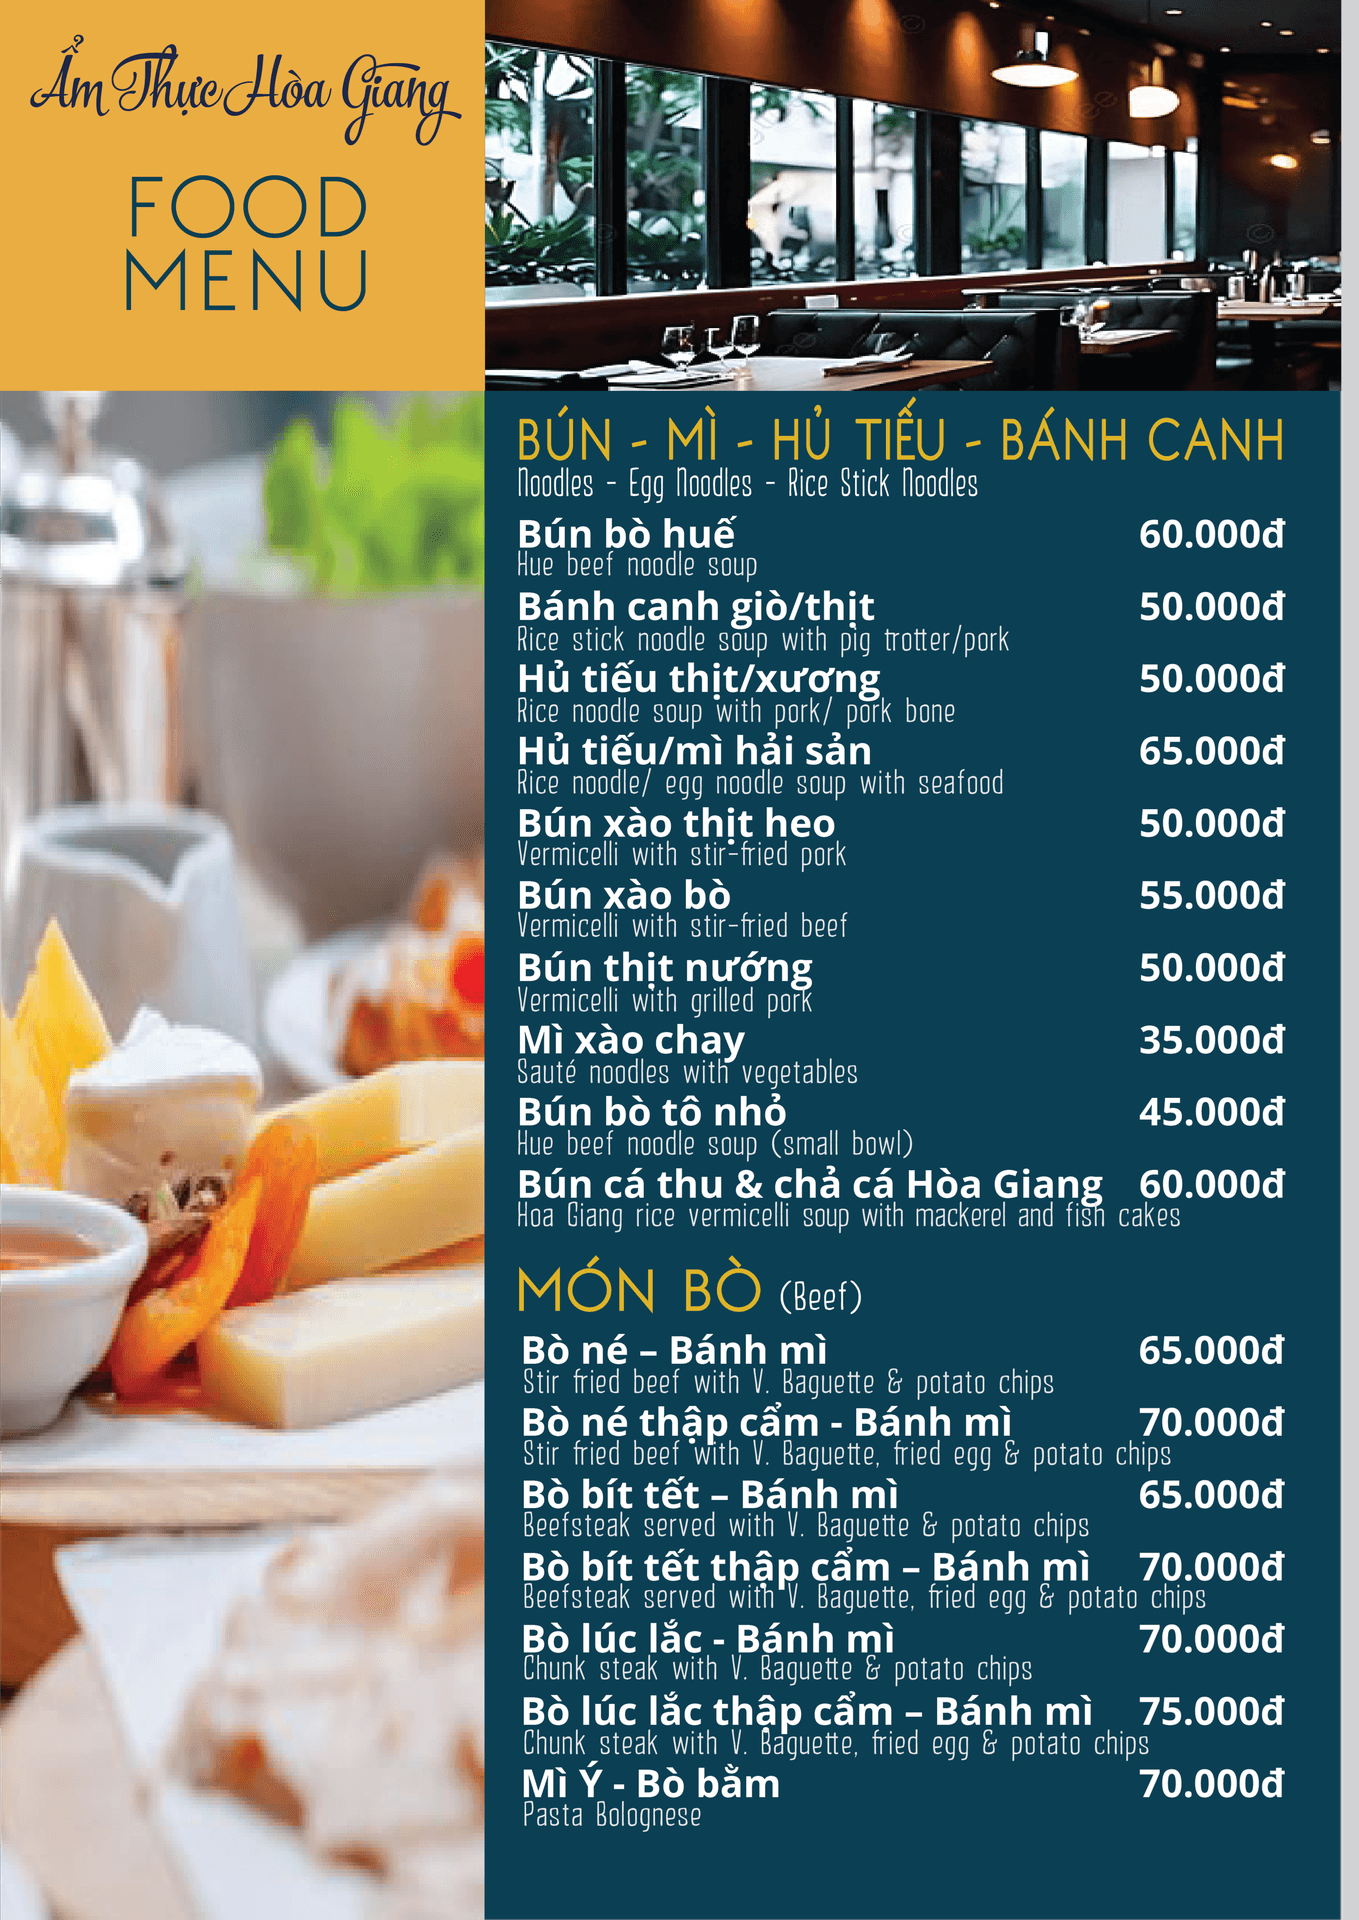 Ẩm Thực Hòa Giang
FOOD
MENU
BÚN - MÌ - HỦ TIẾU - BÁNH CANH
Noodles - Egg Noodles - Rice Stick Noodles
Bún bò huế 60.000đ
Hue beef noodle soup
Bánh canh giò/thịt 50.000đ
Rice stick noodle soup with pig trotter/pork
Hủ tiếu thịt/xương 50.000đ
Rice noodle soup with pork/ pork bone
Hủ tiếu/mì hải sản 65.000đ
Rice noodle/ egg noodle soup with seafood
Bún xào thịt heo 50.000đ
Vermicelli with stir-fried pork
Bún xào bò 55.000đ
Vermicelli with stir-fried beef
Bún thịt nướng 50.000đ
Vermicelli with grilled pork
Mì xào chay 35.000đ
Sauté noodles with vegetables
Bún bò tô nhỏ 45.000đ
Hue beef noodle soup (small bowl)
Bún cá thu & chả cá Hòa Giang 60.000đ
Hoa Giang rice vermicelli soup with mackerel and fish cakes
MÓN BÒ (Beef)
Bò né – Bánh mì 65.000đ
Stir fried beef with V. Baguette & potato chips
Bò né thập cẩm - Bánh mì 70.000đ
Stir fried beef with V. Baguette, fried egg & potato chips
Bò bít tết – Bánh mì 65.000đ
Beefsteak served with V. Baguette & potato chips
Bò bít tết thập cẩm – Bánh mì 70.000đ
Beefsteak served with V. Baguette, fried egg & potato chips
Bò lúc lắc - Bánh mì 70.000đ
Chunk steak with V. Baguette & potato chips
Bò lúc lắc thập cẩm – Bánh mì 75.000đ
Chunk steak with V. Baguette, fried egg & potato chips
Mì Ý - Bò bằm 70.000đ
Pasta Bolognese